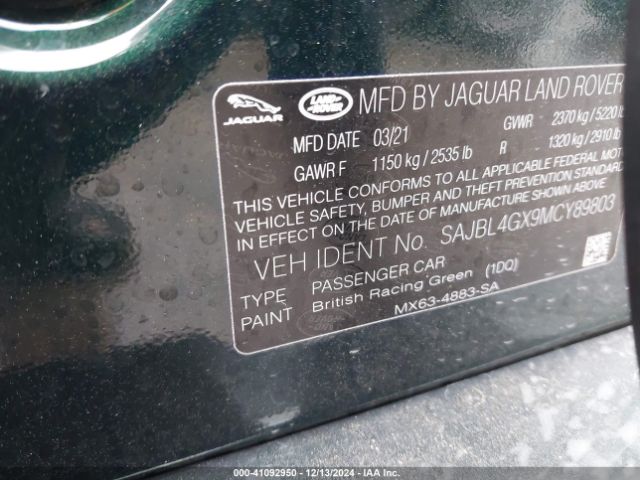 JAGUAR
LAND ROVER
MFD BY JAGUAR LAND ROVER
MFD DATE 03/21 GVWR 2370 kg / 5220 lb
GAWR F 1150 kg / 2535 lb R 1320 kg / 2910 lb
THIS VEHICLE CONFORMS TO ALL APPLICABLE FEDERAL MOT
VEHICLE SAFETY, BUMPER AND THEFT PREVENTION STANDARD
IN EFFECT ON THE DATE OF MANUFACTURE SHOWN ABOVE
VEH IDENT No. SAJBL4GX9MCY89803
TYPE PASSENGER CAR
PAINT British Racing Green (1DQ)
MX63-4883-SA
000-41092950 - 12/13/2024 - IAA Inc.